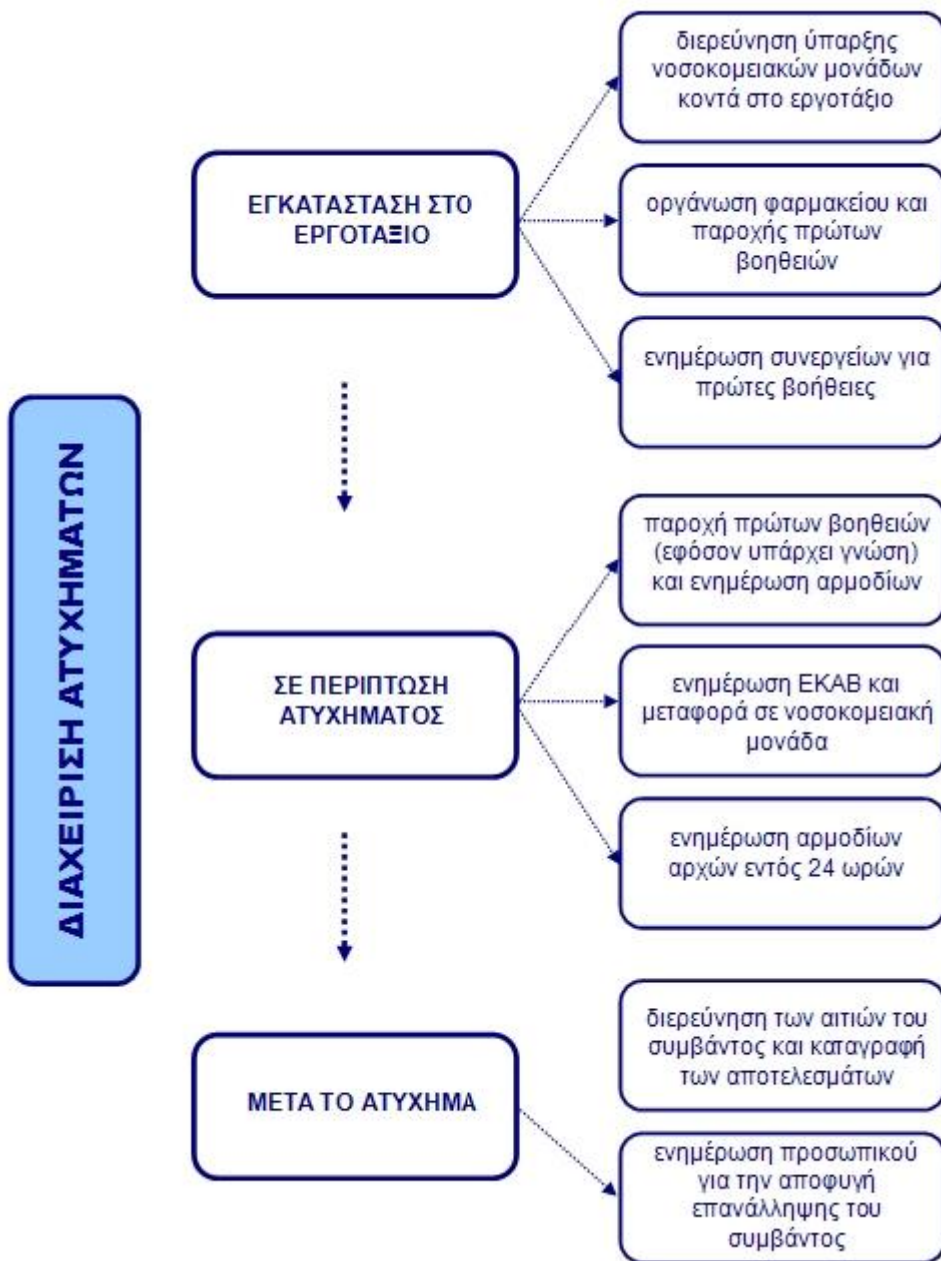 ΔΙΑΧΕΙΡΙΣΗ ΑΤΥΧΗΜΑΤΩΝ
ΕΓΚΑΤΑΣΤΑΣΗ ΣΤΟ
ΕΡΓΟΤΑΞΙΟ
διερεύνηση ύπαρξης
νοσοκομειακών μονάδων
κοντά στο εργοτάξιο
οργάνωση φαρμακείου και
παροχής πρώτων
βοηθειών
ενημέρωση συνεργείων για
πρώτες βοήθειες
ΣΕ ΠΕΡΙΠΤΩΣΗ
ΑΤΥΧΗΜΑΤΟΣ
παροχή πρώτων βοηθειών
(εφόσον υπάρχει γνώση)
και ενημέρωση αρμοδίων
ενημέρωση ΕΚΑΒ και
μεταφορά σε νοσοκομειακή
μονάδα
ενημέρωση αρμοδίων
αρχών εντός 24 ωρών
ΜΕΤΑ ΤΟ ΑΤΥΧΗΜΑ
διερεύνηση των αιτιών του
συμβάντος και καταγραφή
των αποτελεσμάτων
ενημέρωση προσωπικού
για την αποφυγή
επανάλληψης του
συμβάντος